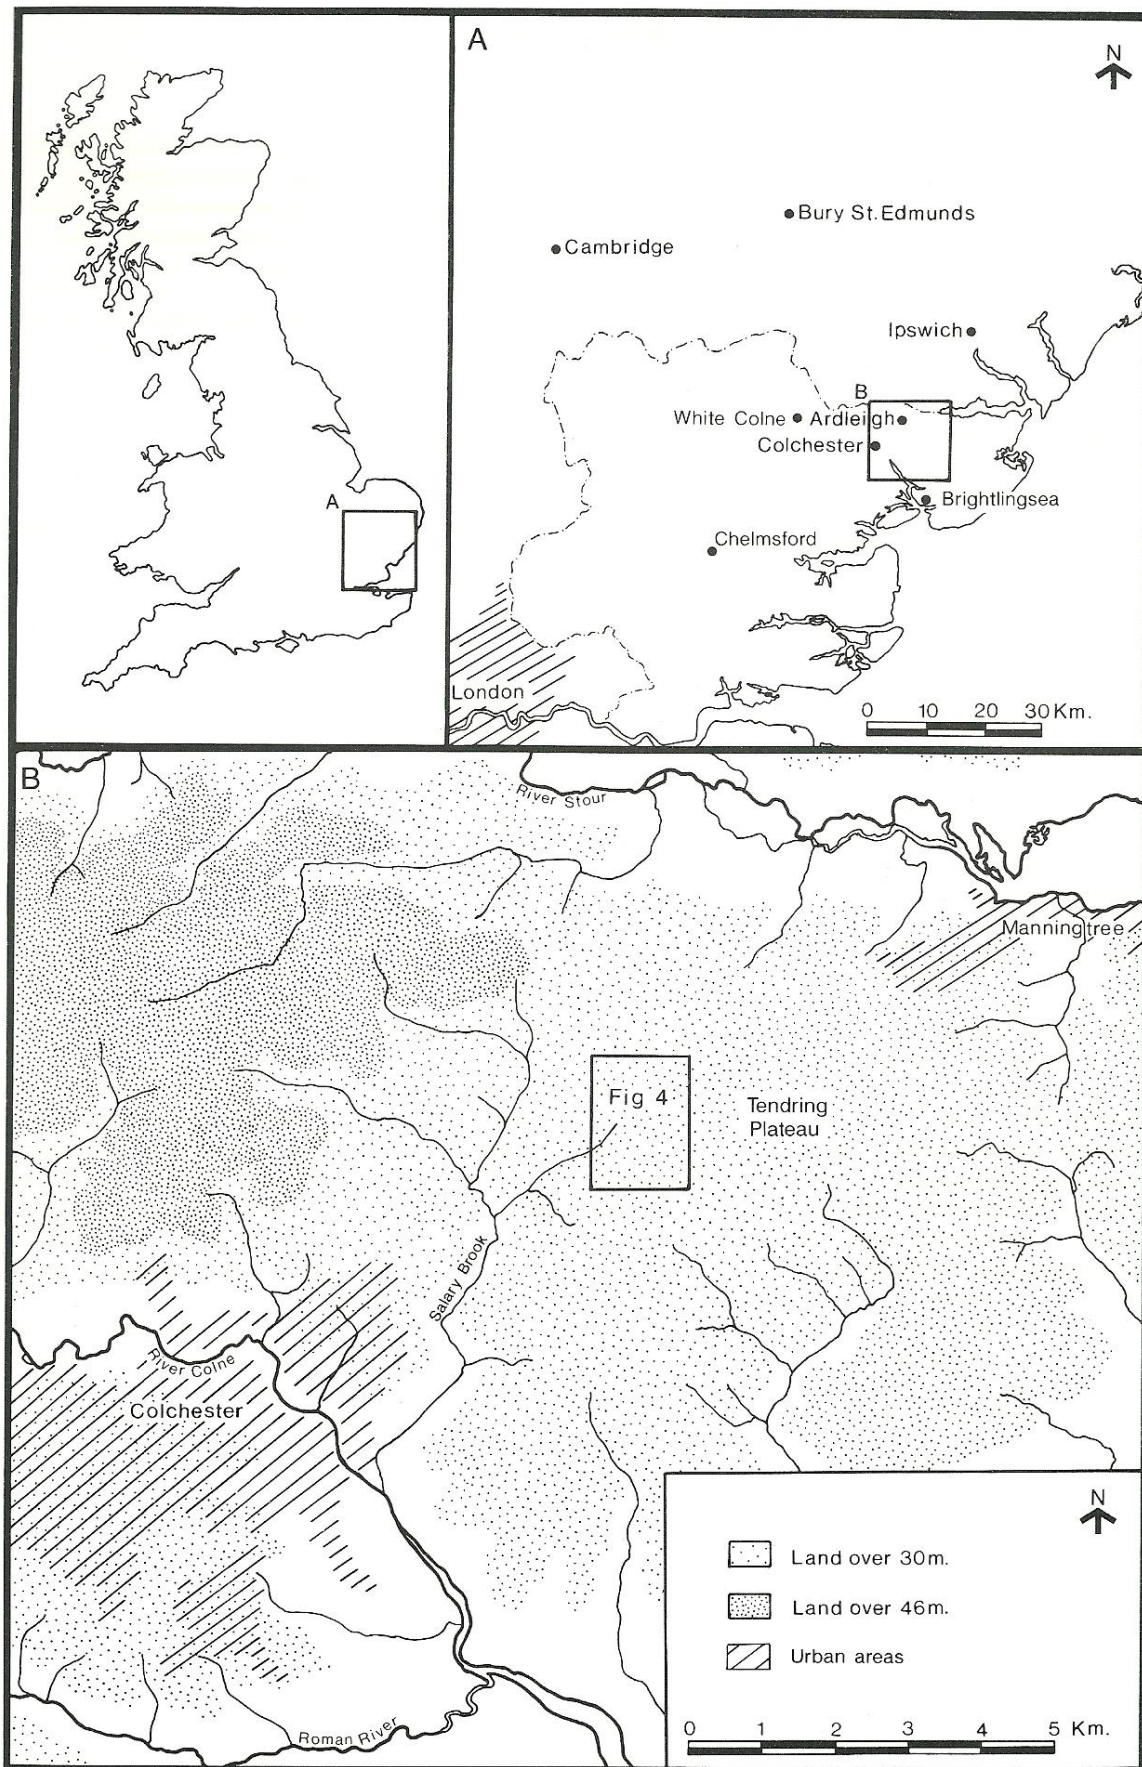 A
A
N
Bury St.Edmunds
Cambridge
Ipswich
B
White Colne
Ardleigh
Colchester
Brightlingsea
Chelmsford
London
0 10 20 30 Km.
B
River Stour
Manningtree
Fig 4
Tendring
Plateau
Salary Brook
River Colne
Colchester
N
Land over 30m.
Land over 46m.
Urban areas
Roman River
0 1 2 3 4 5 Km.